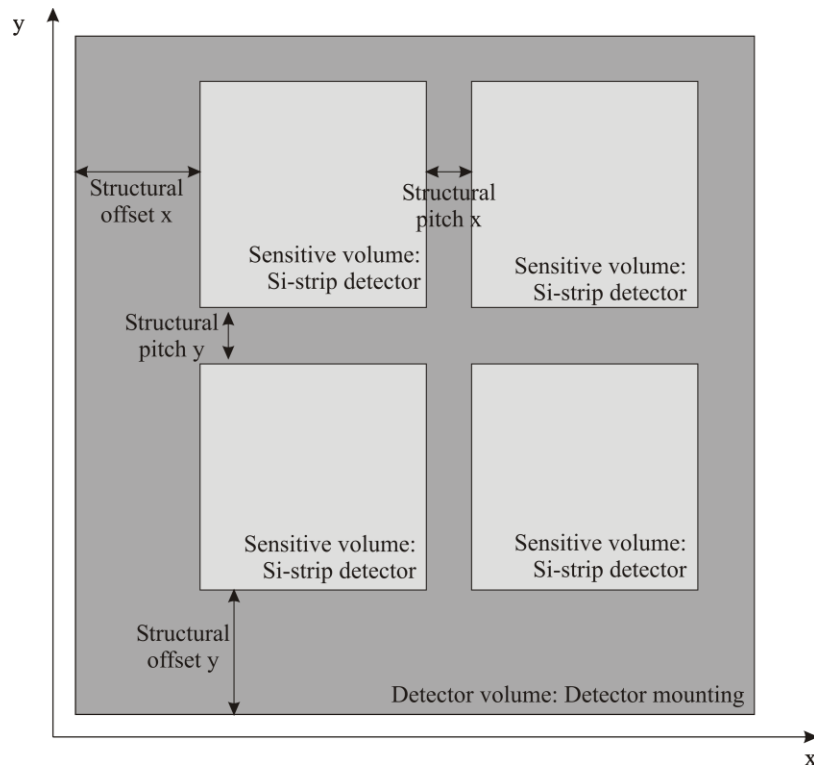 y
Structural
offset x
Structural
pitch x
Sensitive volume:
Si-strip detector
Sensitive volume:
Si-strip detector
Structural
pitch y
Sensitive volume:
Si-strip detector
Sensitive volume:
Si-strip detector
Structural
offset y
Detector volume: Detector mounting
x